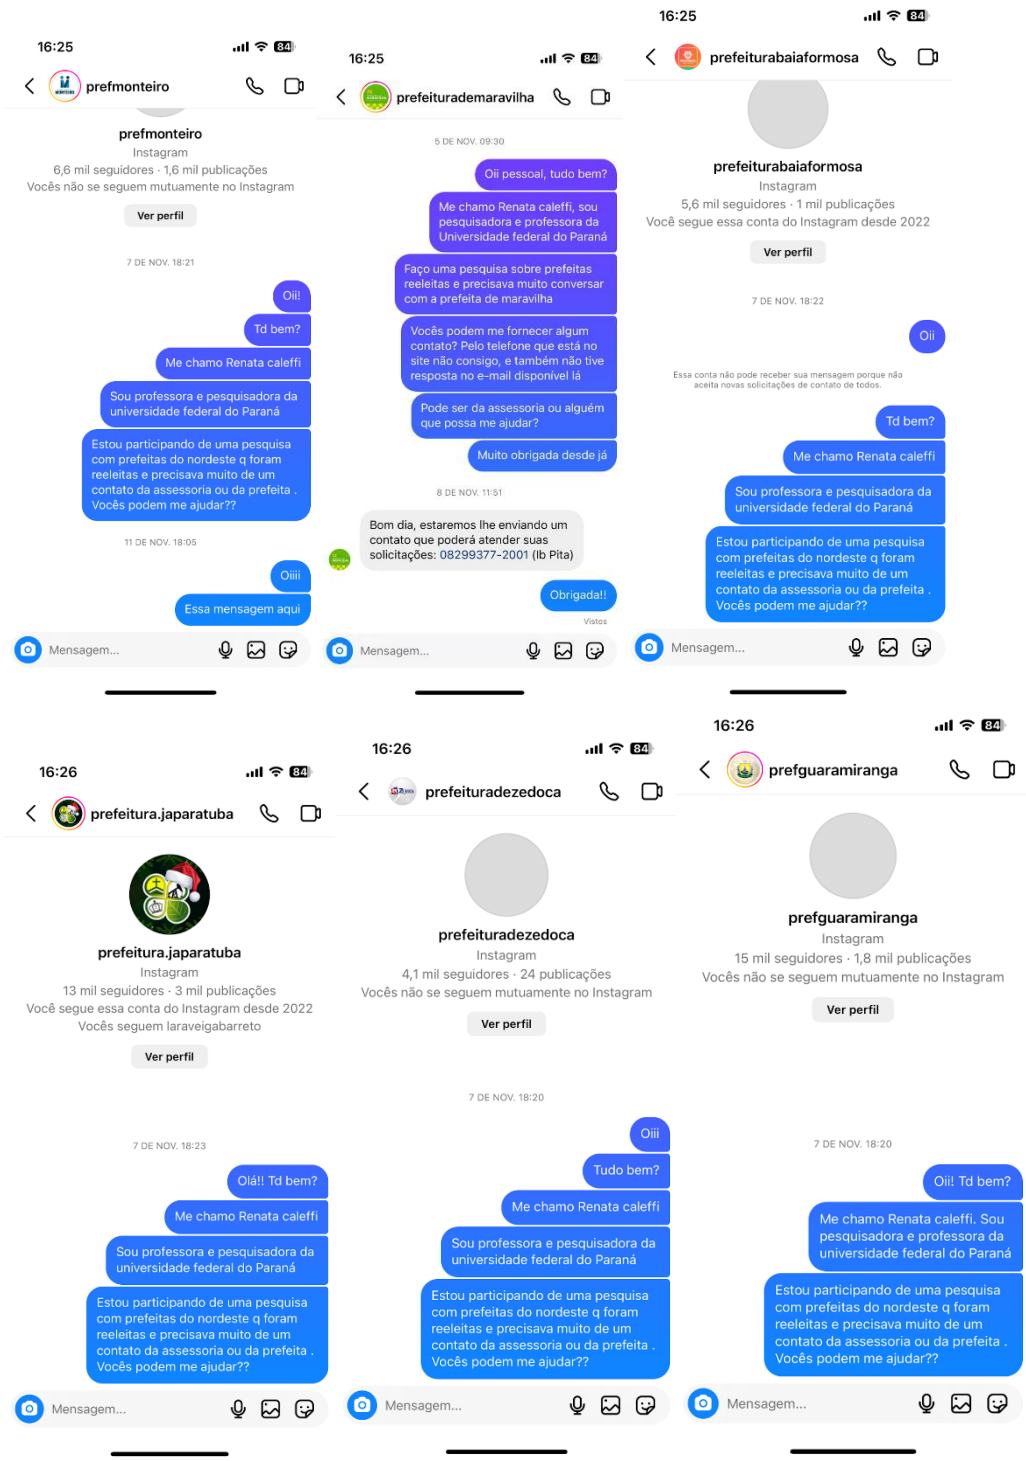 16:25
84
prefmonteiro
prefmonteiro
Instagram
6,6 mil seguidores · 1,6 mil publicações
Vocês não se seguem mutuamente no Instagram
Ver perfil
7 DE NOV. 18:21
Oii!
Td bem?
Me chamo Renata caleffi
Sou professora e pesquisadora da
universidade federal do Paraná
Estou participando de uma pesquisa
com prefeitas do nordeste q foram
reeleitas e precisava muito de um
contato da assessoria ou da prefeita .
Vocês podem me ajudar??
11 DE NOV. 18:05
Oiiii
Essa mensagem aqui
Mensagem...
16:25
84
prefeiturademaravilha
5 DE NOV. 09:30
Oii pessoal, tudo bem?
Me chamo Renata caleffi, sou
pesquisadora e professora da
Universidade federal do Paraná
Faço uma pesquisa sobre prefeitas
reeleitas e precisava muito conversar
com a prefeita de maravilha
Vocês podem me fornecer algum
contato? Pelo telefone que está no
site não consigo, e também não tive
resposta no e-mail disponível lá
Pode ser da assessoria ou alguém
que possa me ajudar?
Muito obrigada desde já
8 DE NOV. 11:51
Bom dia, estaremos lhe enviando um
contato que poderá atender suas
solicitações: 08299377-2001 (Ib Pita)
Obrigada!!
Vistos
Mensagem...
16:25
84
prefeiturabaiaformosa
prefeiturabaiaformosa
Instagram
5,6 mil seguidores · 1 mil publicações
Você segue essa conta do Instagram desde 2022
Ver perfil
7 DE NOV. 18:22
Oii
Essa conta não pode receber sua mensagem porque não
aceita novas solicitações de contato de todos.
Td bem?
Me chamo Renata caleffi
Sou professora e pesquisadora da
universidade federal do Paraná
Estou participando de uma pesquisa
com prefeitas do nordeste q foram
reeleitas e precisava muito de um
contato da assessoria ou da prefeita .
Vocês podem me ajudar??
Mensagem...
16:26
84
prefeitura.japaratuba
prefeitura.japaratuba
Instagram
13 mil seguidores · 3 mil publicações
Você segue essa conta do Instagram desde 2022
Vocês seguem laraveigabarreto
Ver perfil
7 DE NOV. 18:23
Olá!! Td bem?
Me chamo Renata caleffi
Sou professora e pesquisadora da
universidade federal do Paraná
Estou participando de uma pesquisa
com prefeitas do nordeste q foram
reeleitas e precisava muito de um
contato da assessoria ou da prefeita .
Vocês podem me ajudar??
Mensagem...
16:26
84
prefeituradezedoca
prefeituradezedoca
Instagram
4,1 mil seguidores · 24 publicações
Vocês não se seguem mutuamente no Instagram
Ver perfil
7 DE NOV. 18:20
Oiii
Tudo bem?
Me chamo Renata caleffi
Sou professora e pesquisadora da
universidade federal do Paraná
Estou participando de uma pesquisa
com prefeitas do nordeste q foram
reeleitas e precisava muito de um
contato da assessoria ou da prefeita .
Vocês podem me ajudar??
Mensagem...
16:26
84
prefguaramiranga
prefguaramiranga
Instagram
15 mil seguidores · 1,8 mil publicações
Vocês não se seguem mutuamente no Instagram
Ver perfil
7 DE NOV. 18:20
Oii! Td bem?
Me chamo Renata caleffi. Sou
pesquisadora e professora da
universidade federal do Paraná
Estou participando de uma pesquisa
com prefeitas do nordeste q foram
reeleitas e precisava muito de um
contato da assessoria ou da prefeita .
Vocês podem me ajudar??
Mensagem...